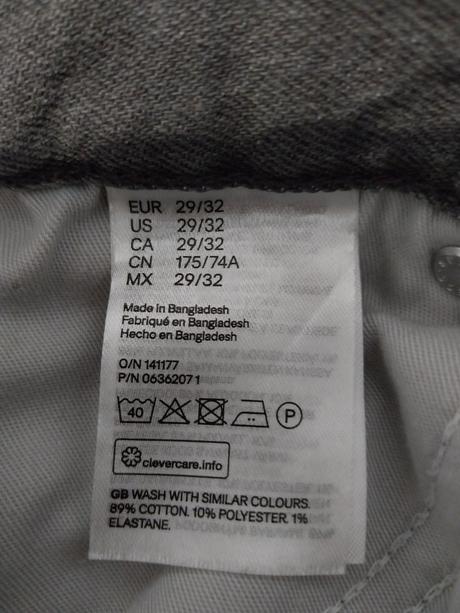 EUR 29/32
US 29/32
CA 29/32
CN 175/74A
MX 29/32
Made in Bangladesh
Fabriqué en Bangladesh
Hecho en Bangladesh
O/N 141177
P/N 06362071
40 P
clevercare.info
GB WASH WITH SIMILAR COLOURS.
89% COTTON. 10% POLYESTER. 1%
ELASTANE.